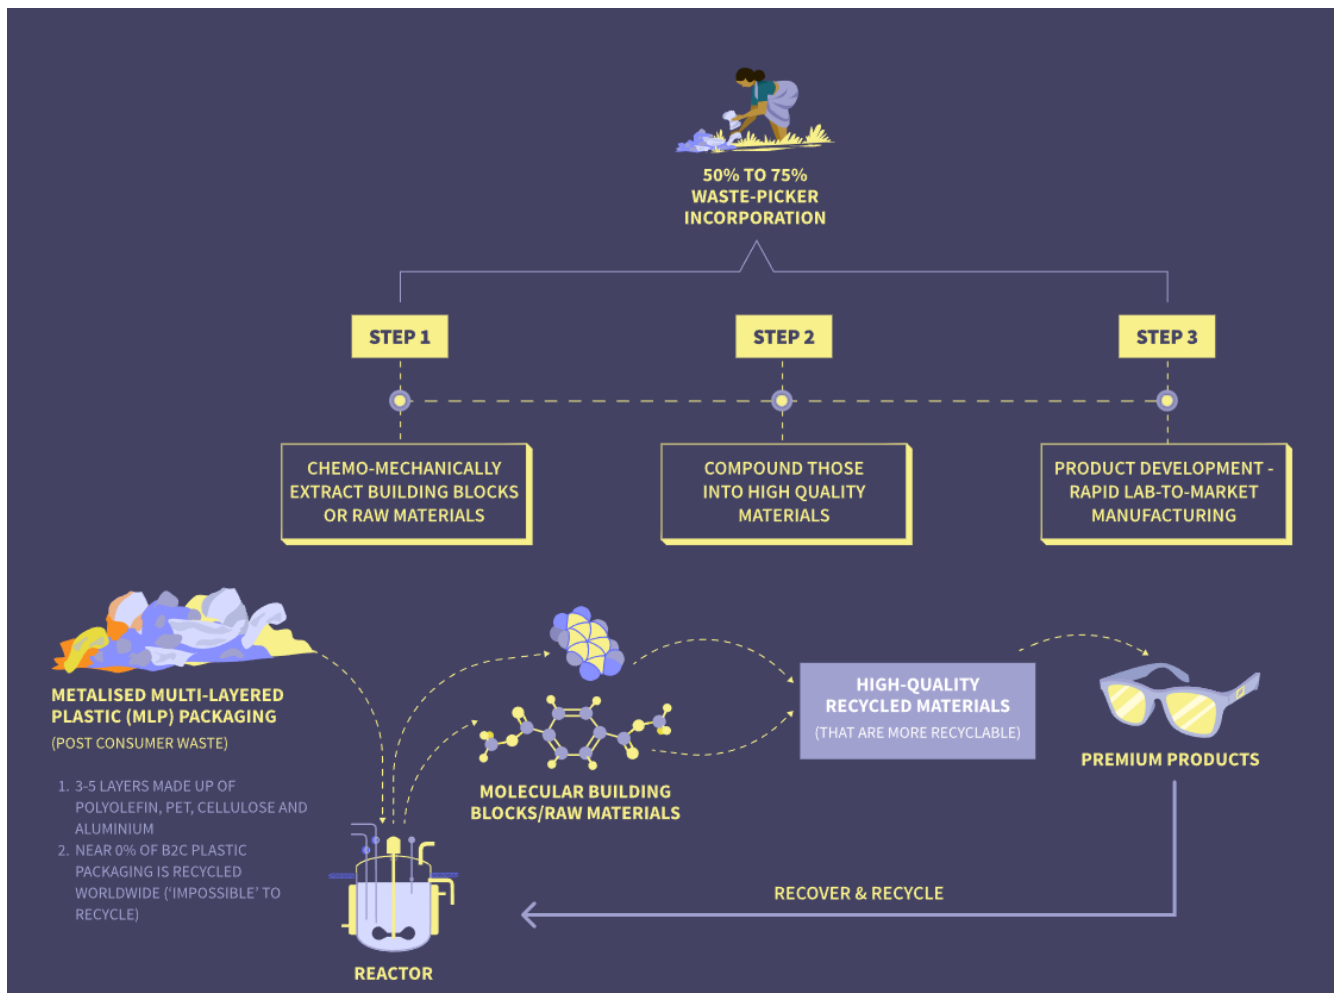 50% TO 75%
WASTE-PICKER
INCORPORATION
STEP 1
STEP 2
STEP 3
CHEMO-MECHANICALLY
EXTRACT BUILDING BLOCKS
OR RAW MATERIALS
COMPOUND THOSE
INTO HIGH QUALITY
MATERIALS
PRODUCT DEVELOPMENT -
RAPID LAB-TO-MARKET
MANUFACTURING
METALISED MULTI-LAYERED
PLASTIC (MLP) PACKAGING
(POST CONSUMER WASTE)
1. 3-5 LAYERS MADE UP OF
POLYOLEFIN, PET, CELLULOSE AND
ALUMINIUM
2. NEAR 0% OF B2C PLASTIC
PACKAGING IS RECYCLED
WORLDWIDE (‘IMPOSSIBLE’ TO
RECYCLE)
REACTOR
MOLECULAR BUILDING
BLOCKS/RAW MATERIALS
HIGH-QUALITY
RECYCLED MATERIALS
(THAT ARE MORE RECYCLABLE)
PREMIUM PRODUCTS
RECOVER & RECYCLE